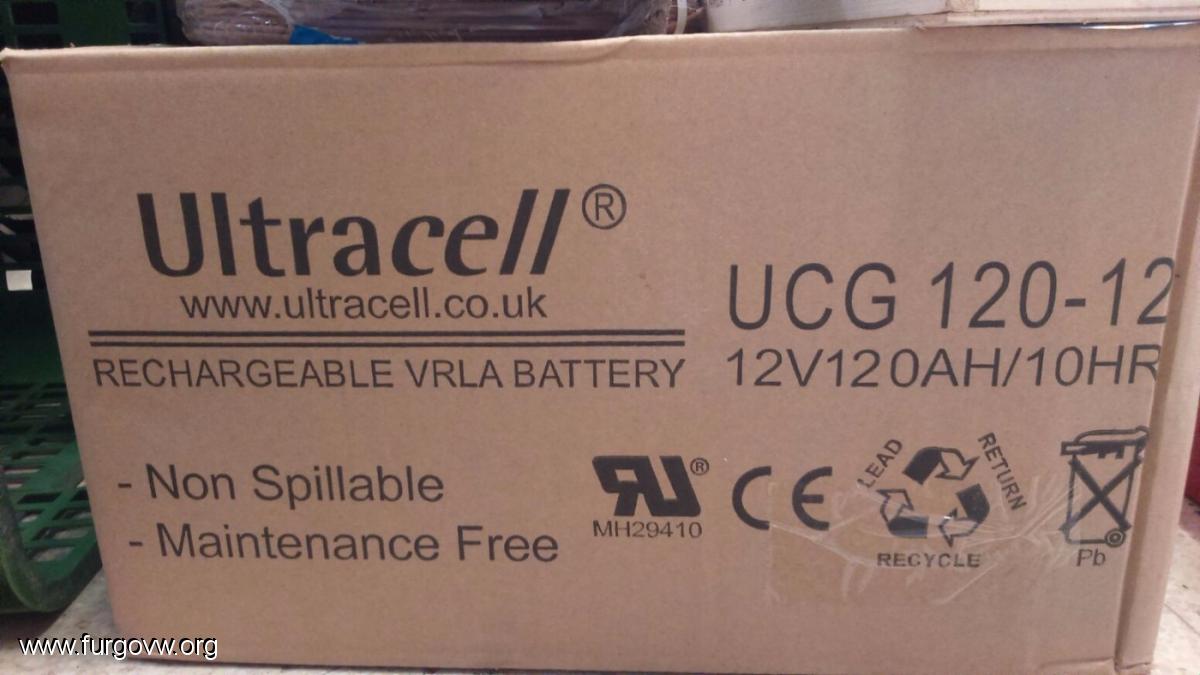 Ultracell®
www.ultracell.co.uk
RECHARGEABLE VRLA BATTERY
UCG 120-12
12V120AH/10HR
- Non Spillable
- Maintenance Free
RU®
MH29410
CE
LEAD
RETURN
RECYCLE
Pb
www.furgovw.org